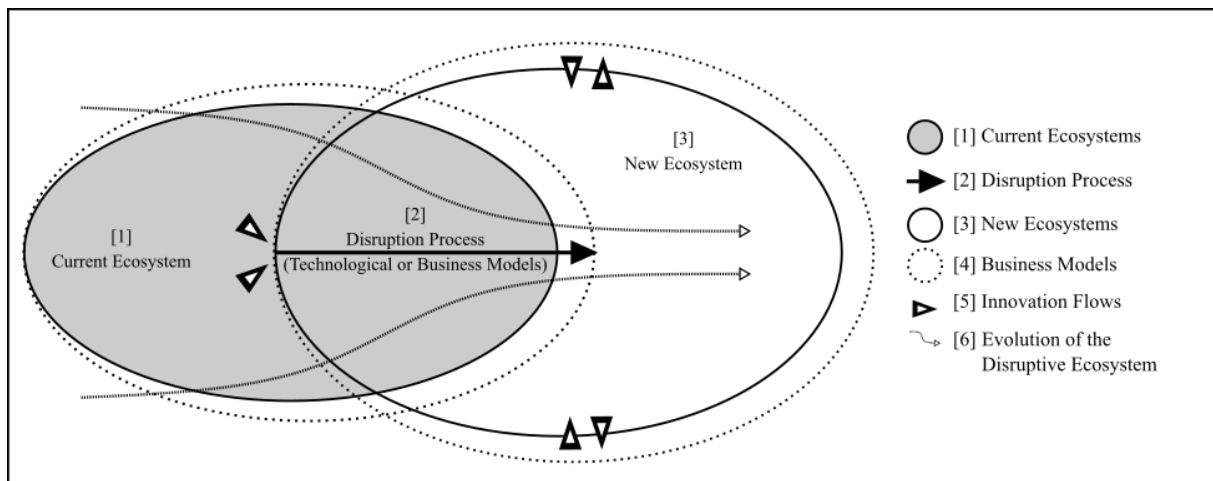 [1]
Current Ecosystem
[2]
Disruption Process
(Technological or Business Models)
[3]
New Ecosystem
[1] Current Ecosystems
[2] Disruption Process
[3] New Ecosystems
[4] Business Models
[5] Innovation Flows
[6] Evolution of the
Disruptive Ecosystem